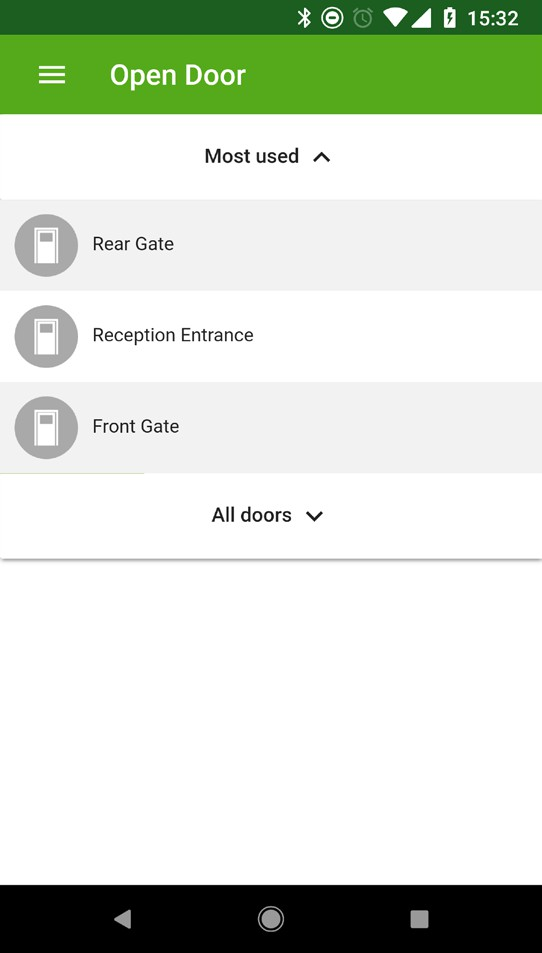 15:32
Open Door
Most used
Rear Gate
Reception Entrance
Front Gate
All doors